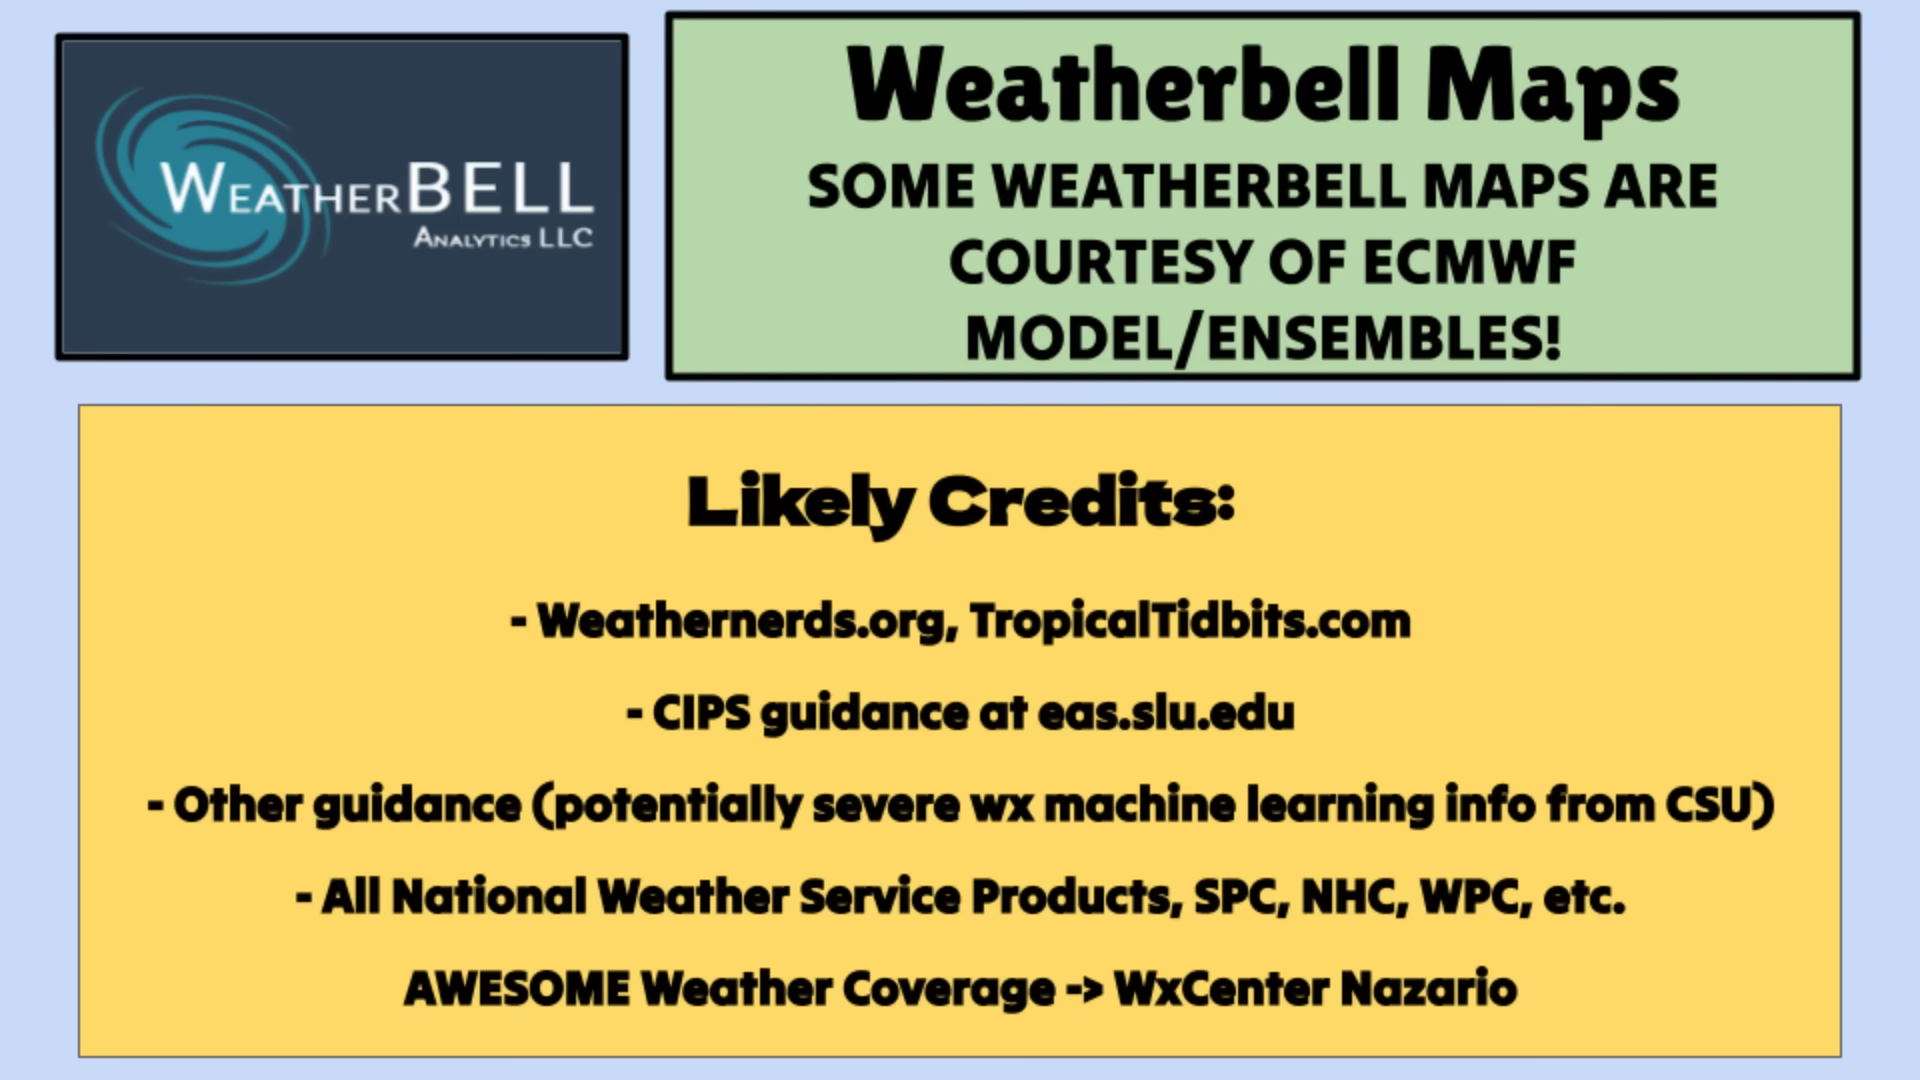 WEATHERBELL
ANALYTICS LLC
Weatherbell Maps
SOME WEATHERBELL MAPS ARE
COURTESY OF ECMWF
MODEL/ENSEMBLES!
Likely Credits:
- Weathernerds.org, TropicalTidbits.com
- CIPS guidance at eas.slu.edu
- Other guidance (potentially severe wx machine learning info from CSU)
- All National Weather Service Products, SPC, NHC, WPC, etc.
AWESOME Weather Coverage -> WxCenter Nazario